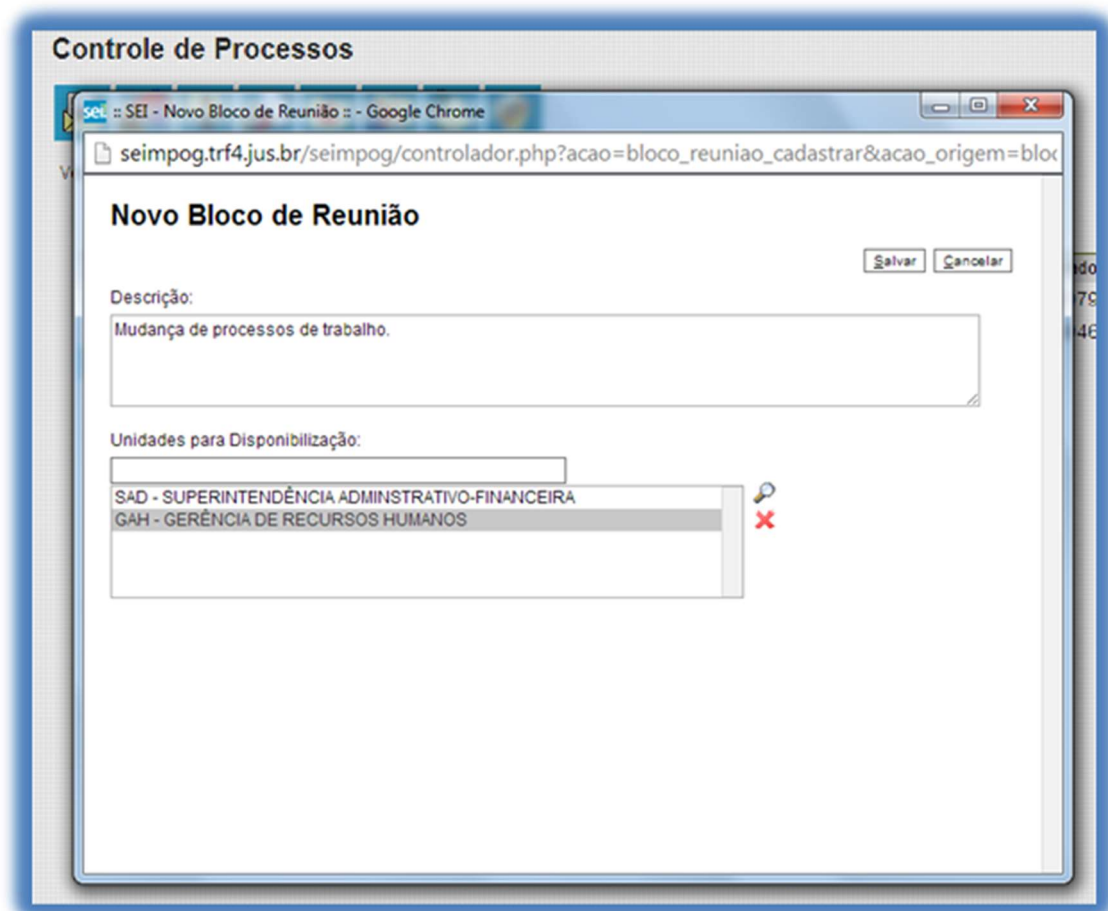 Controle de Processos
sei. :: SEI - Novo Bloco de Reunião :: - Google Chrome
seimpog.trf4.jus.br/seimpog/controlador.php?acao=bloco_reuniao_cadastrar&acao_origem=bloc
Novo Bloco de Reunião
Salvar Cancelar
Descrição:
Mudança de processos de trabalho.
Unidades para Disponibilização:
SAD - SUPERINTENDÊNCIA ADMINSTRATIVO-FINANCEIRA
GAH - GERÊNCIA DE RECURSOS HUMANOS